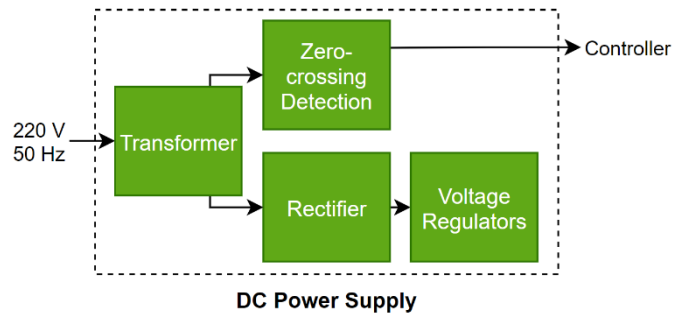 220 V
50 Hz
Transformer
Zero-
crossing
Detection
Controller
Rectifier
Voltage
Regulators
DC Power Supply